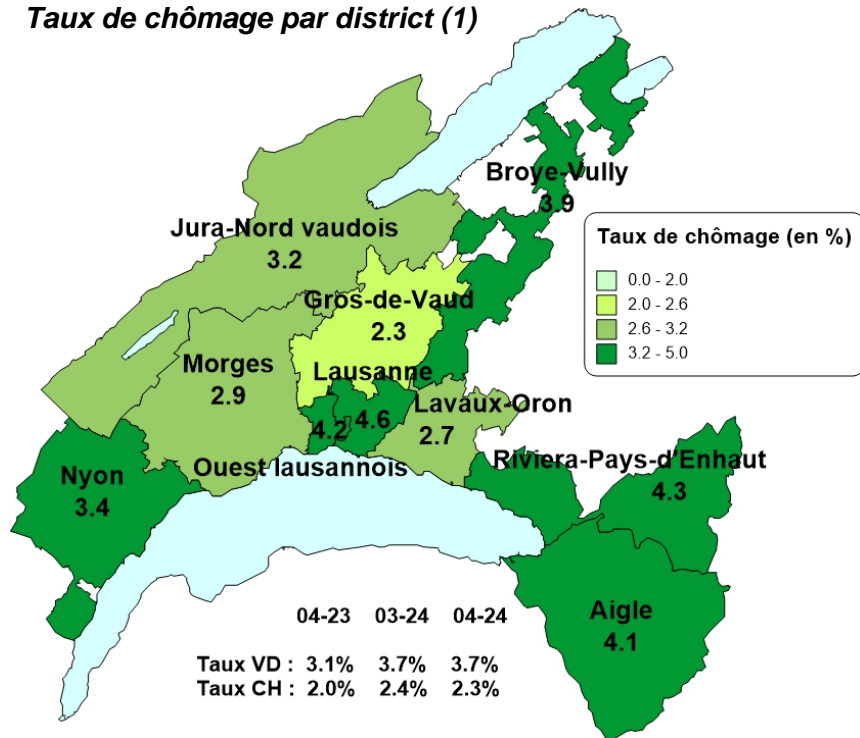 Taux de chômage par district (1)
Broye-Vully
3.9
Jura-Nord vaudois
3.2
Taux de chômage (en %)
0.0 - 2.0
2.0 - 2.6
2.6 - 3.2
3.2 - 5.0
Gros-de-Vaud
2.3
Morges
2.9
Lausanne
4.6
4.2
Lavaux-Oron
2.7
Ouest lausannois
Riviera-Pays-d'Enhaut
4.3
Nyon
3.4
Aigle
4.1
04-23 03-24 04-24
Taux VD : 3.1% 3.7% 3.7%
Taux CH : 2.0% 2.4% 2.3%